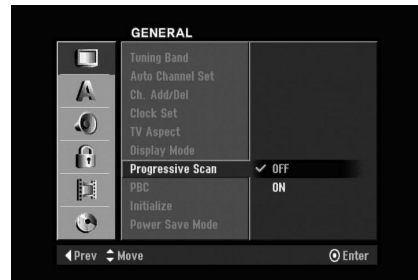 GENERAL
Tuning Band
Auto Channel Set
Ch. Add/Del
Clock Set
TV Aspect
Display Mode
Progressive Scan ✓ OFF
PBC ON
Initialize
Power Save Mode
Prev Move Enter